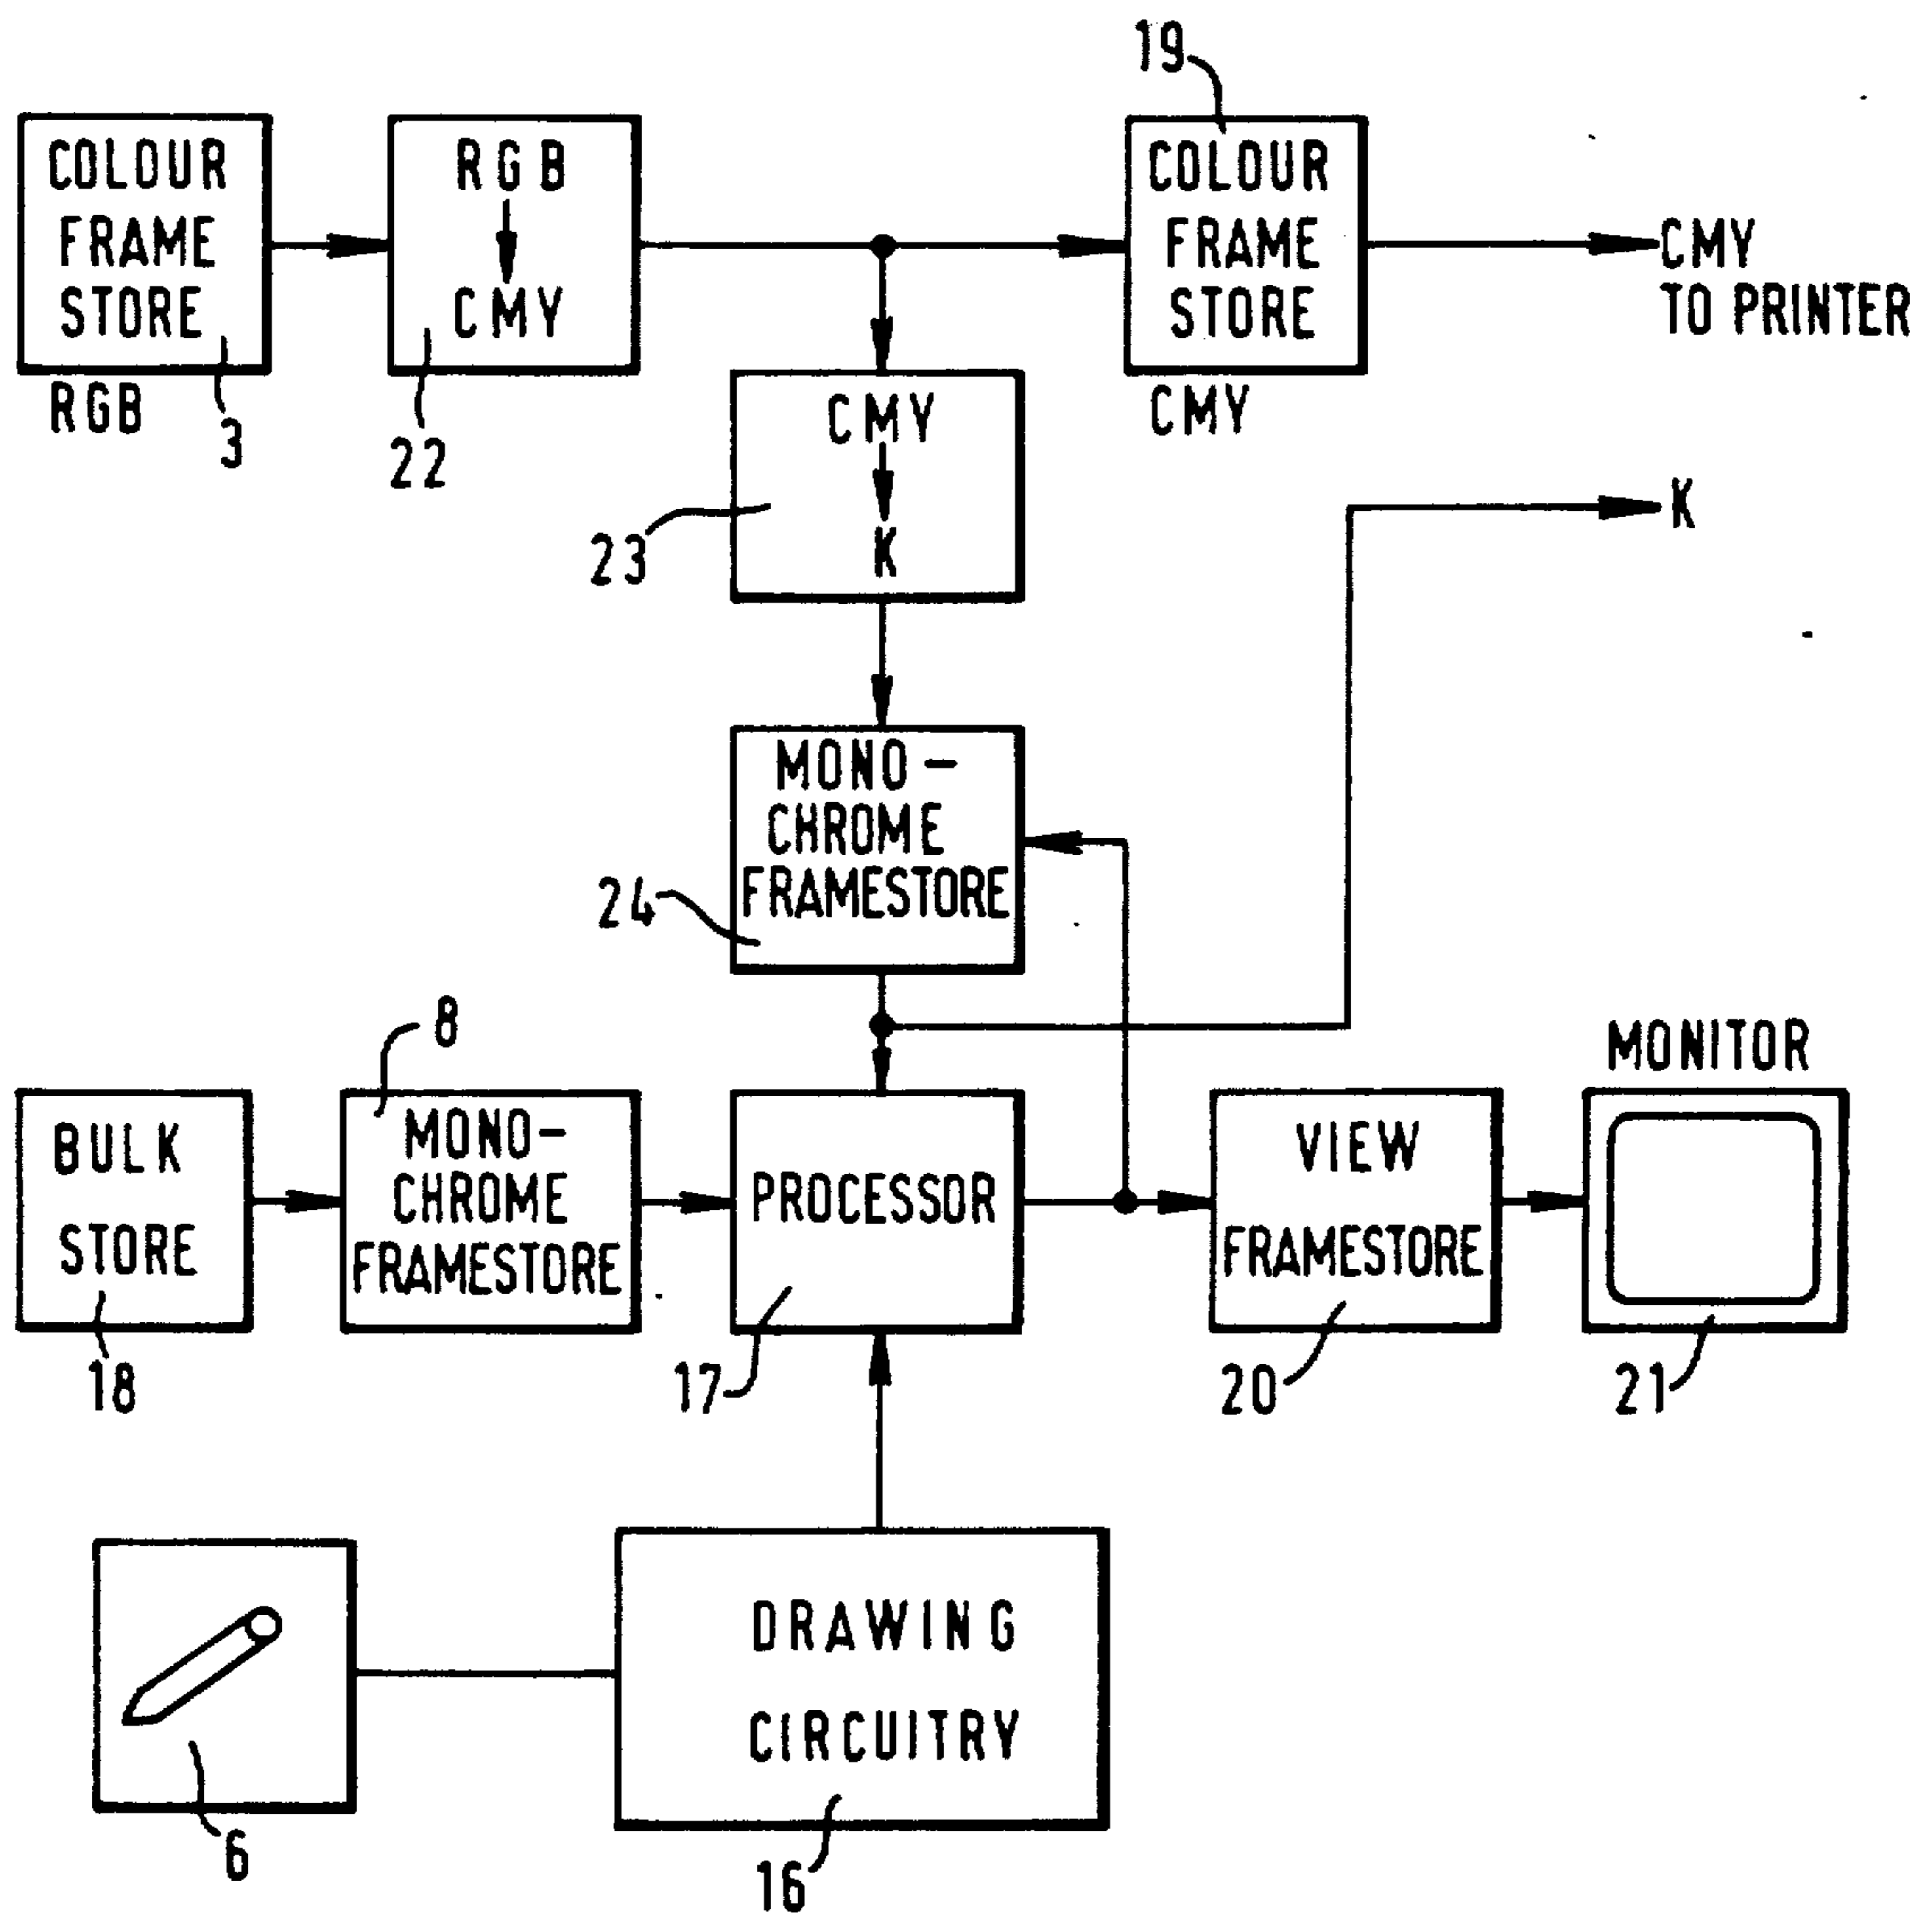 19
COLOUR
FRAME
STORE
RGB
3
RGB
CMY
22
COLOUR
FRAME
STORE
CMY
CMY
TO PRINTER
CMY
K
23
K
MONO-
CHROME
FRAMESTORE
24
8
MONITOR
BULK
STORE
18
MONO-
CHROME
FRAMESTORE
PROCESSOR
17
VIEW
FRAMESTORE
20
21
DRAWING
CIRCUITRY
6
16